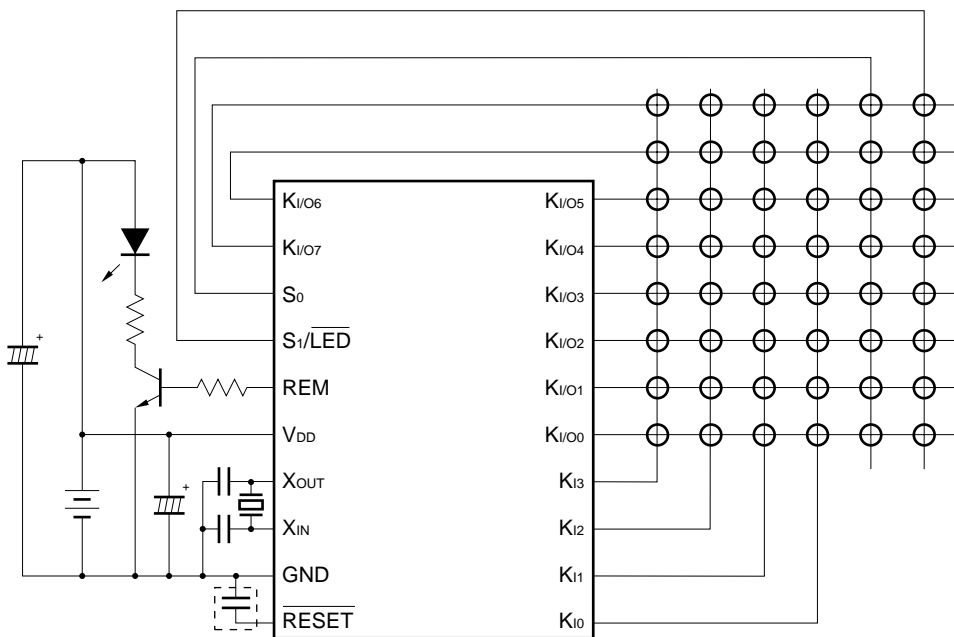 +
+
KI/O6
KI/O7
S0
S1/LED
REM
VDD
XOUT
XIN
GND
RESET
KI/O5
KI/O4
KI/O3
KI/O2
KI/O1
KI/O0
KI3
KI2
KI1
KI0